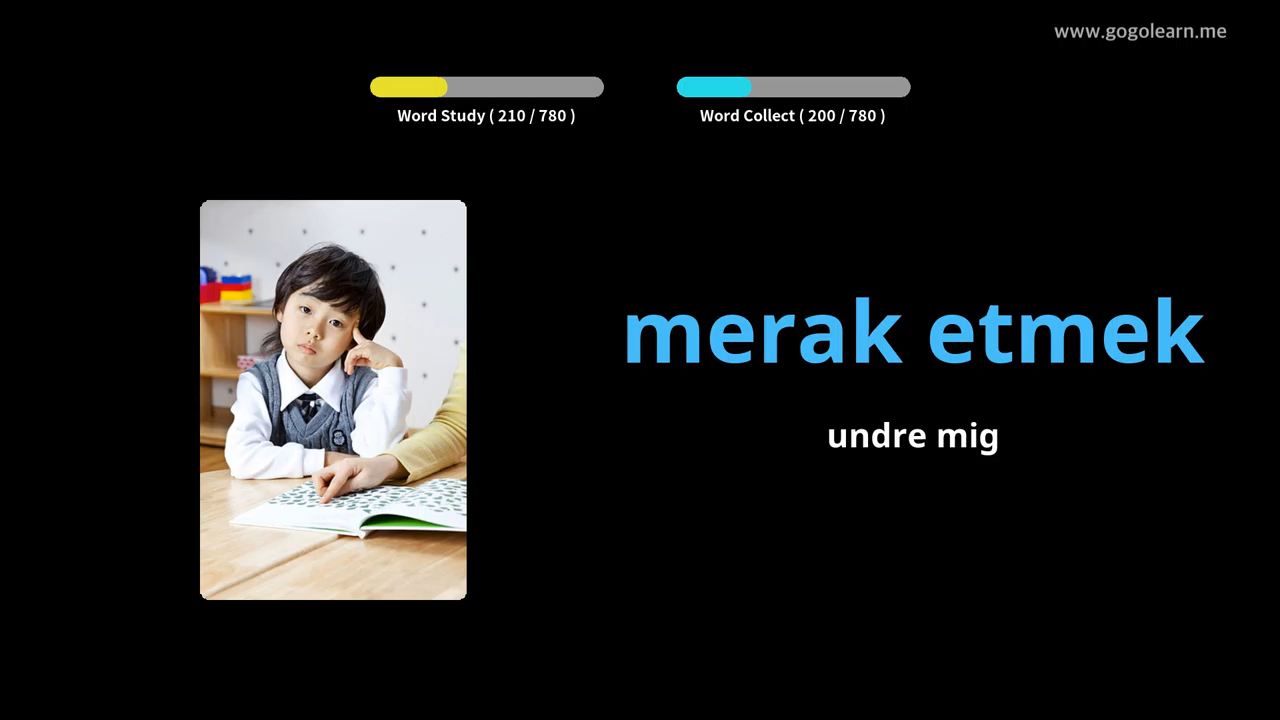 www.gogolearn.me
Word Study ( 210 / 780 )
Word Collect ( 200 / 780 )
merak etmek
undre mig